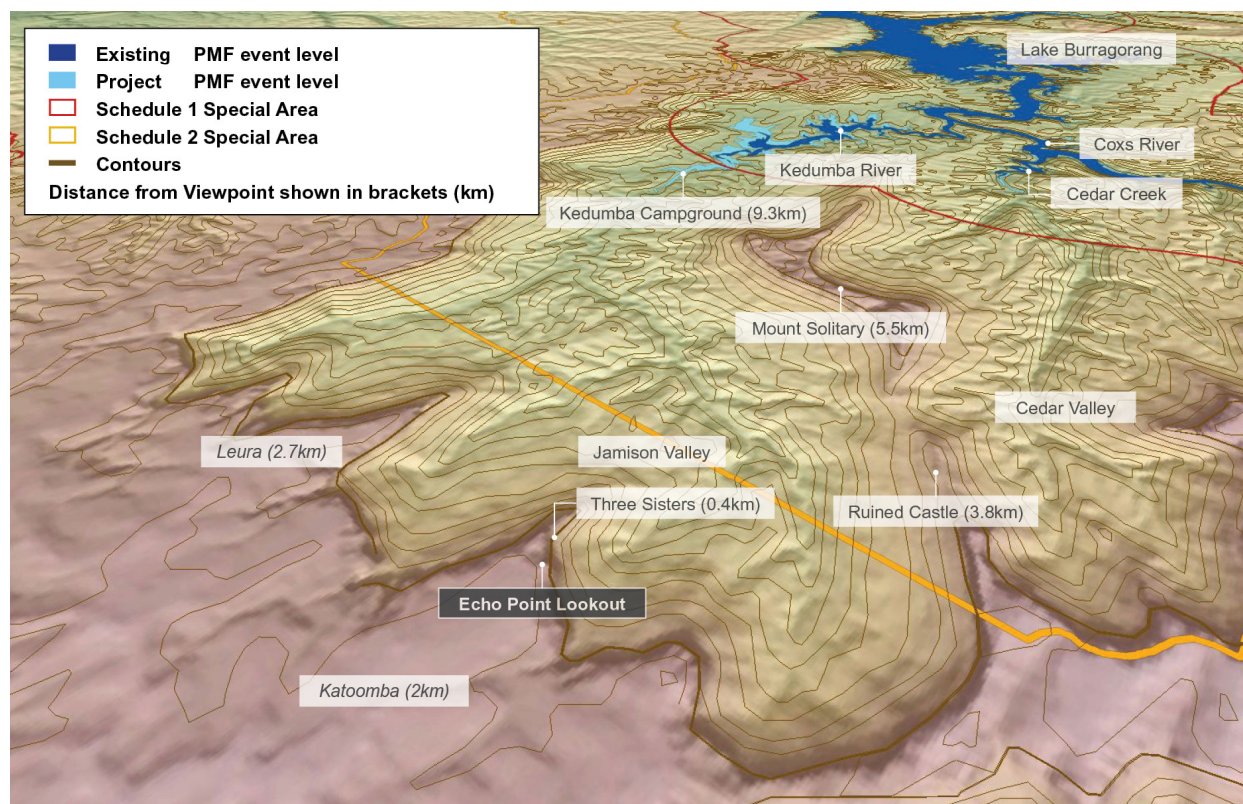 Existing PMF event level
Project PMF event level
Schedule 1 Special Area
Schedule 2 Special Area
Contours
Distance from Viewpoint shown in brackets (km)
Lake Burragorang
Coxs River
Kedumba River
Cedar Creek
Kedumba Campground (9.3km)
Mount Solitary (5.5km)
Cedar Valley
Leura (2.7km)
Jamison Valley
Three Sisters (0.4km)
Ruined Castle (3.8km)
Echo Point Lookout
Katoomba (2km)